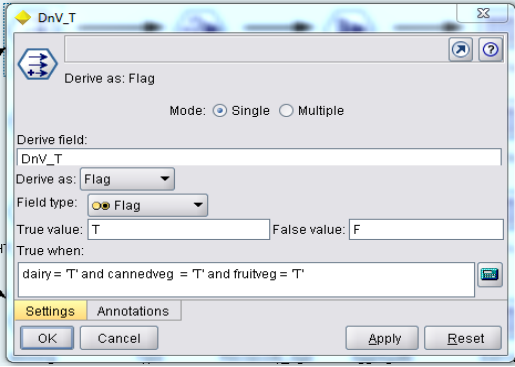 DnV_T
Derive as: Flag
Mode: Single Multiple
Derive field:
DnV_T
Derive as: Flag
Field type: Flag
True value: T False value: F
True when:
dairy = 'T' and cannedveg  = 'T' and fruitveg = 'T'
Settings Annotations
OK Cancel Apply Reset